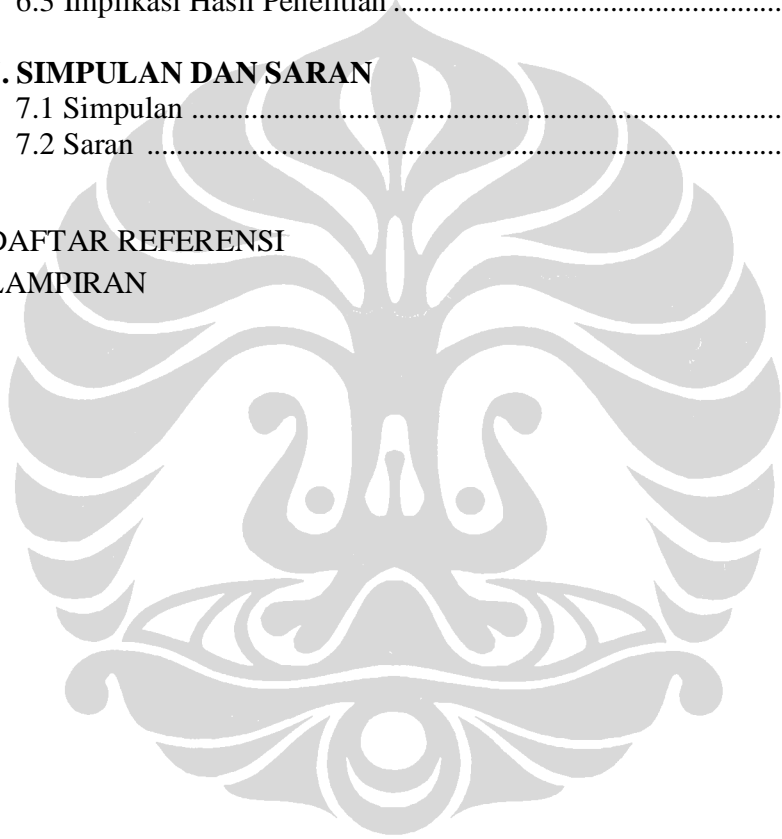 6.3 Implikasi Hasil Penelitian ....................................................
. SIMPULAN DAN SARAN
7.1 Simpulan ...............................................................................
7.2 Saran .....................................................................................
DAFTAR REFERENSI
LAMPIRAN